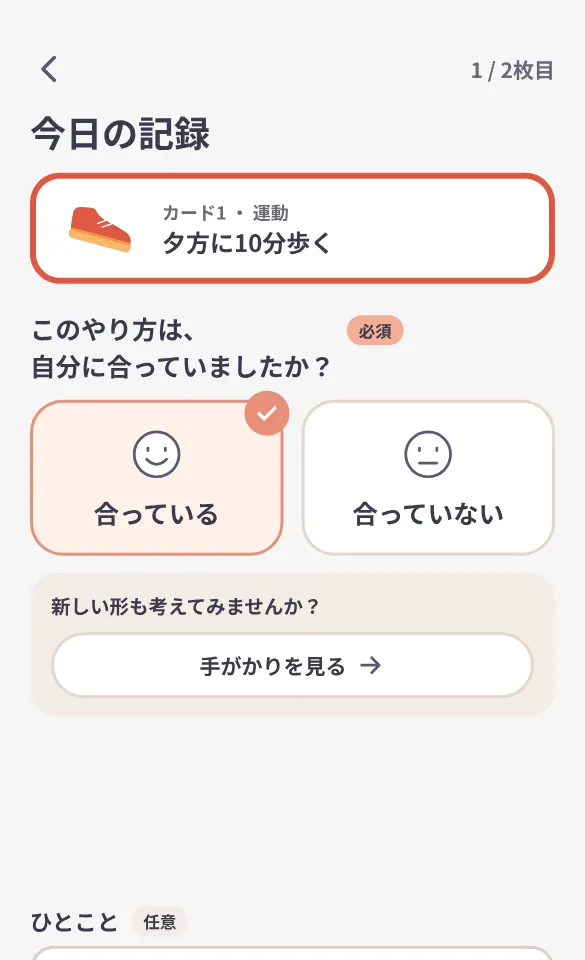 1 / 2枚目
今日の記録
カード1 ・ 運動
夕方に10分歩く
このやり方は、
必須
自分に合っていましたか？
合っている
合っていない
新しい形も考えてみませんか？
手がかりを見る →
ひとこと 任意